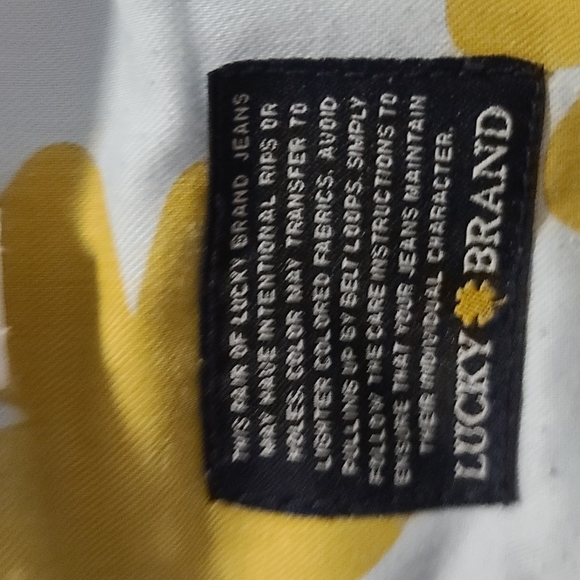 THIS PAIR OF LUCKY BRAND JEANS
MAY HAVE INTENTIONAL RIPS OR
HOLES. COLOR MAY TRANSFER TO
LIGHTER COLORED FABRICS. AVOID
PULLING UP BY BELT LOOPS. SIMPLY
FOLLOW THE CARE INSTRUCTIONS TO
ENSURE THAT YOUR JEANS MAINTAIN
THEIR INDIVIDUAL CHARACTER.
LUCKY BRAND